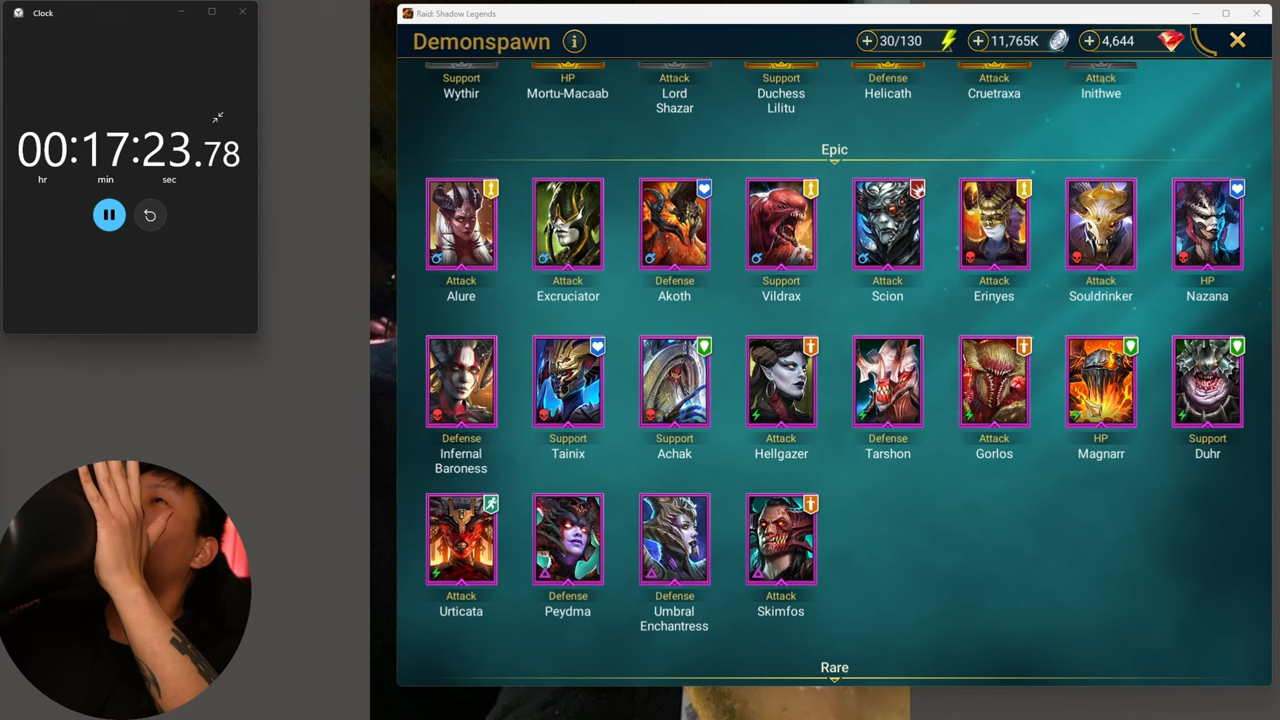 Clock
00:17:23.78
hr min sec
Raid: Shadow Legends
Demonspawn
30/130
11,765K
4,644
Support
Wythir
HP
Mortu-Macaab
Attack
Lord
Shazar
Support
Duchess
Lilitu
Defense
Helicath
Attack
Cruetraxa
Attack
Inithwe
Epic
Attack
Alure
Attack
Excruciator
Defense
Akoth
Support
Vildrax
Attack
Scion
Attack
Erinyes
Attack
Souldrinker
HP
Nazana
Defense
Infernal
Baroness
Support
Tainix
Support
Achak
Attack
Hellgazer
Defense
Tarshon
Attack
Gorlos
HP
Magnarr
Support
Duhr
Attack
Urticata
Defense
Peydma
Defense
Umbral
Enchantress
Attack
Skimfos
Rare